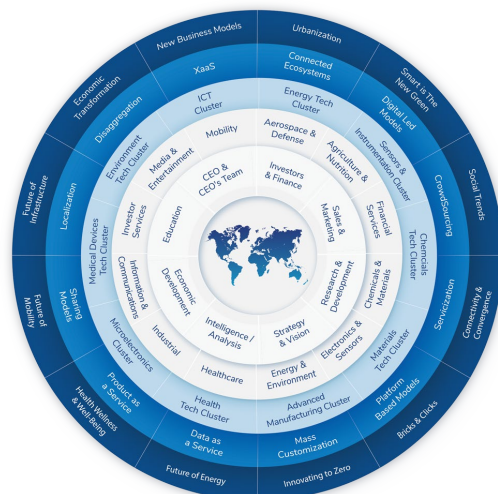 New Business Models
Urbanization
Smart is The
New Green
Social Trends
Connectivity &
Convergence
Bricks & Clicks
Innovating to Zero
Future of Energy
Health Wellness
& Well-Being
Future of
Mobility
Future of
Infrastructure
Economic
Transformation
XaaS
Connected
Ecosystems
Digital Led
Models
CrowdSourcing
Servicization
Platform
Based Models
Mass
Customization
Data as
a Service
Product as
a Service
Sharing
Models
Localization
Disaggregation
ICT
Cluster
Energy Tech
Cluster
Sensors &
Instrumentation Cluster
Chemcials
Tech Cluster
Materials
Tech Cluster
Advanced
Manufacturing Cluster
Health
Tech Cluster
Microelectronics
Cluster
Medical Devices
Tech Cluster
Environment
Tech Cluster
Mobility
Aerospace &
Defense
Agriculture &
Nutrition
Financial
Services
Chemicals &
Materials
Electronics &
Sensors
Energy &
Environment
Healthcare
Industrial
Information &
Communications
Investor
Services
Media &
Entertainment
CEO &
CEO's Team
Investors
& Finance
Sales &
Marketing
Research &
Development
Strategy
& Vision
Intelligence /
Analysis
Economic
Development
Education